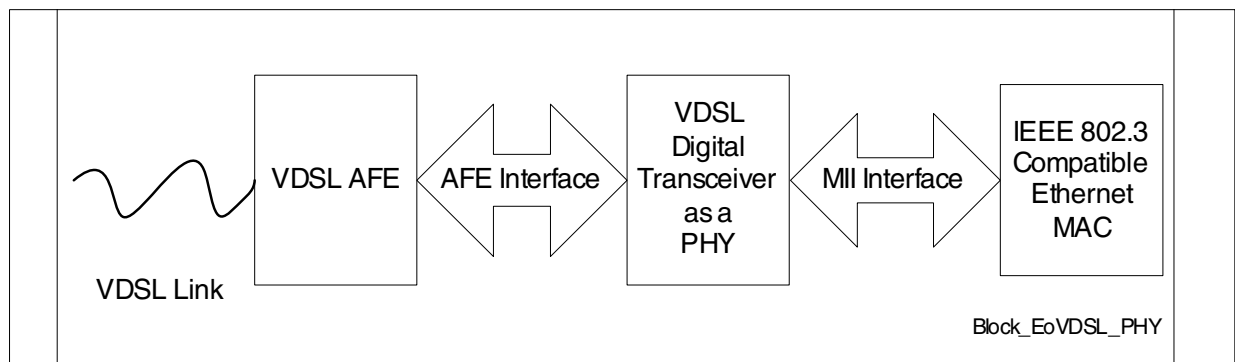 VDSL Link
VDSL AFE
AFE Interface
VDSL
Digital
Transceiver
as a
PHY
MII Interface
IEEE 802.3
Compatible
Ethernet
MAC
Block_EoVDSL_PHY